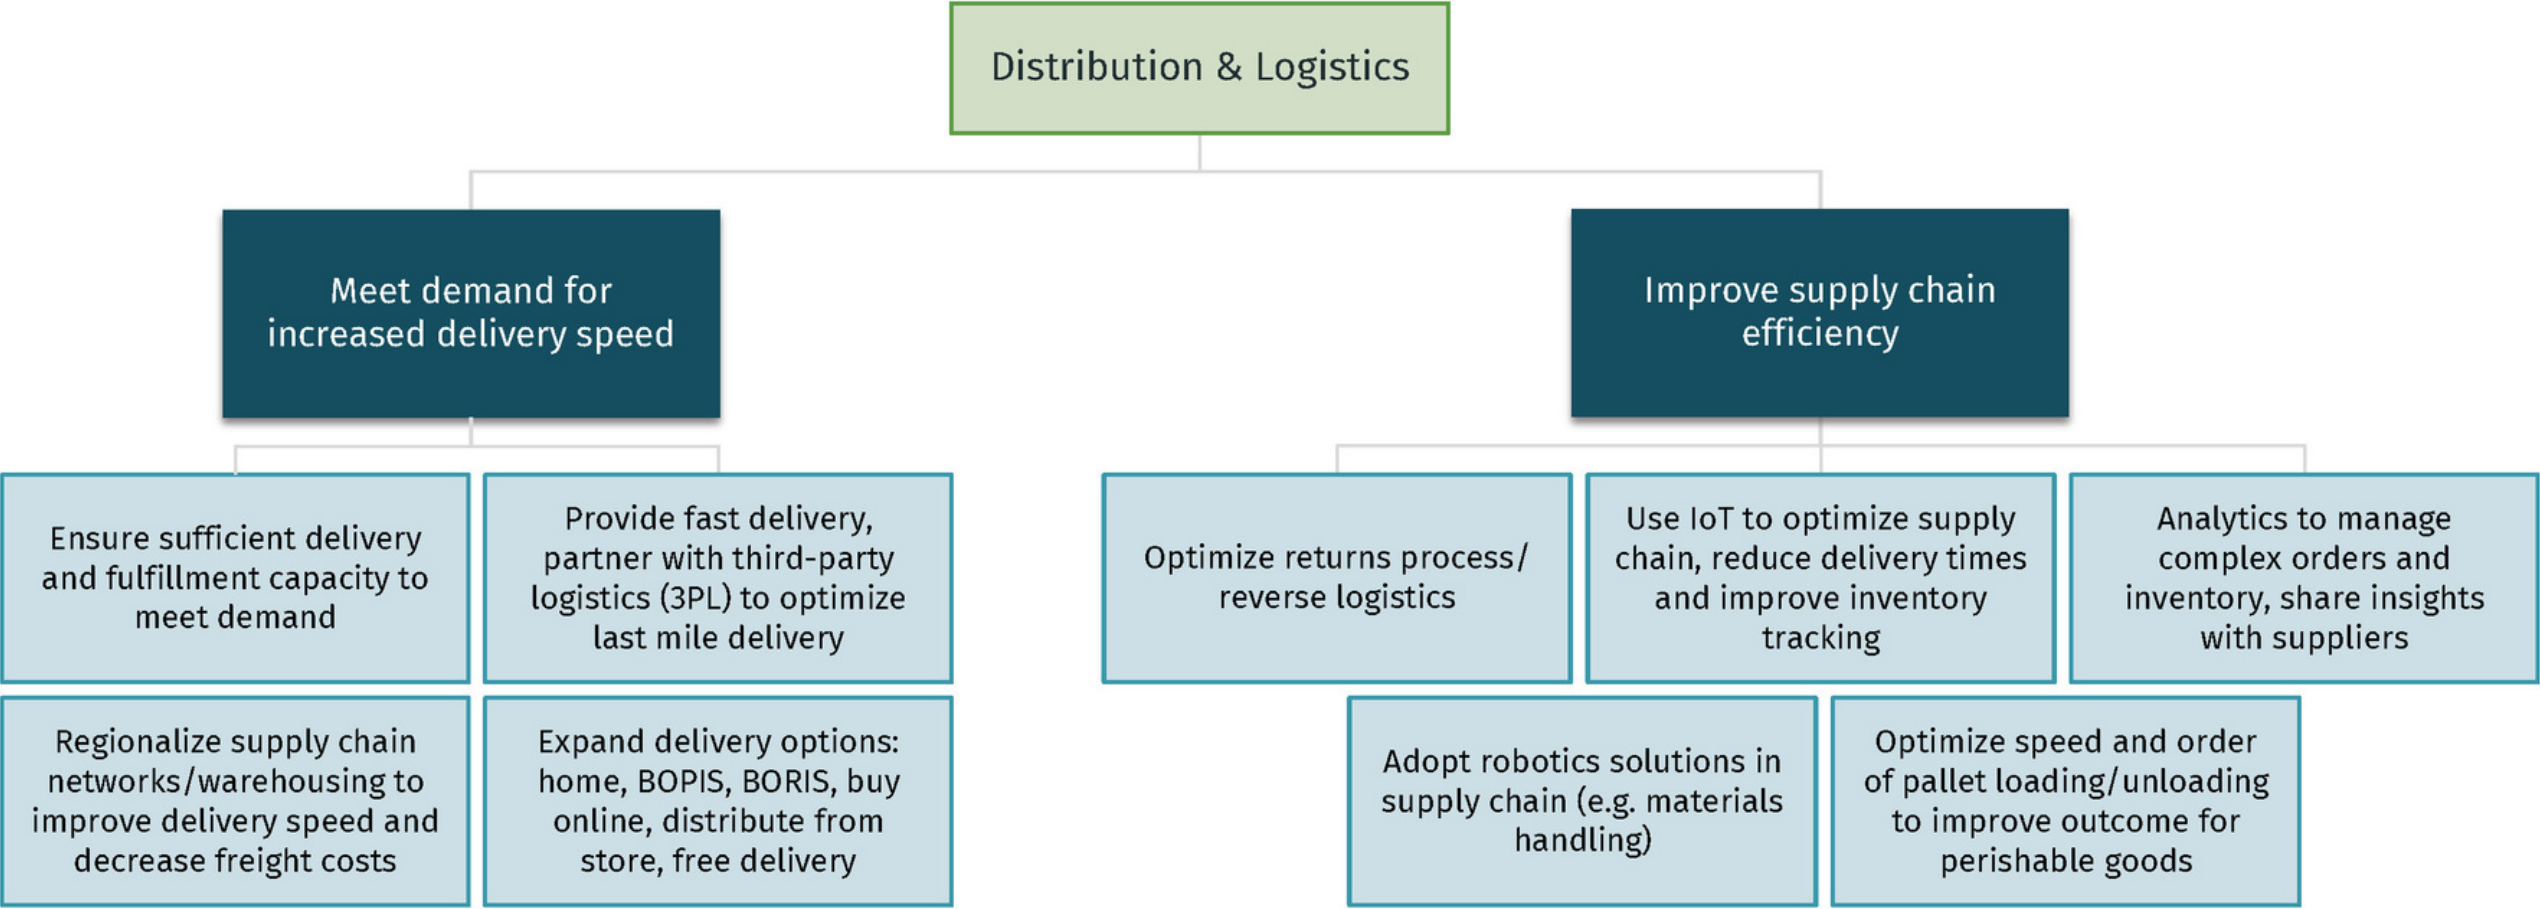 Distribution & Logistics
Meet demand for
increased delivery speed
Improve supply chain
efficiency
Ensure sufficient delivery
and fulfillment capacity to
meet demand
Provide fast delivery,
partner with third-party
logistics (3PL) to optimize
last mile delivery
Optimize returns process/
reverse logistics
Use IoT to optimize supply
chain, reduce delivery times
and improve inventory
tracking
Analytics to manage
complex orders and
inventory, share insights
with suppliers
Regionalize supply chain
networks/warehousing to
improve delivery speed and
decrease freight costs
Expand delivery options:
home, BOPIS, BORIS, buy
online, distribute from
store, free delivery
Adopt robotics solutions in
supply chain (e.g. materials
handling)
Optimize speed and order
of pallet loading/unloading
to improve outcome for
perishable goods